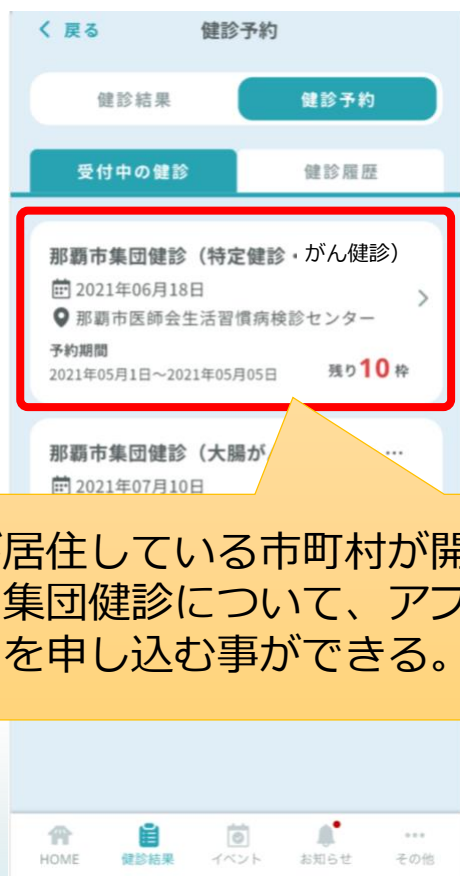 戻る 健診予約
健診結果 健診予約
受付中の健診 健診履歴
那覇市集団健診（特定健診・がん健診）
2021年06月18日
那覇市医師会生活習慣病検診センター
予約期間
2021年05月1日～2021年05月05日 残り10枠
那覇市集団健診（大腸が ...
2021年07月10日
居住している市町村が開
集団健診について、アプ
を申し込む事ができる。
HOME 健診結果 イベント お知らせ その他